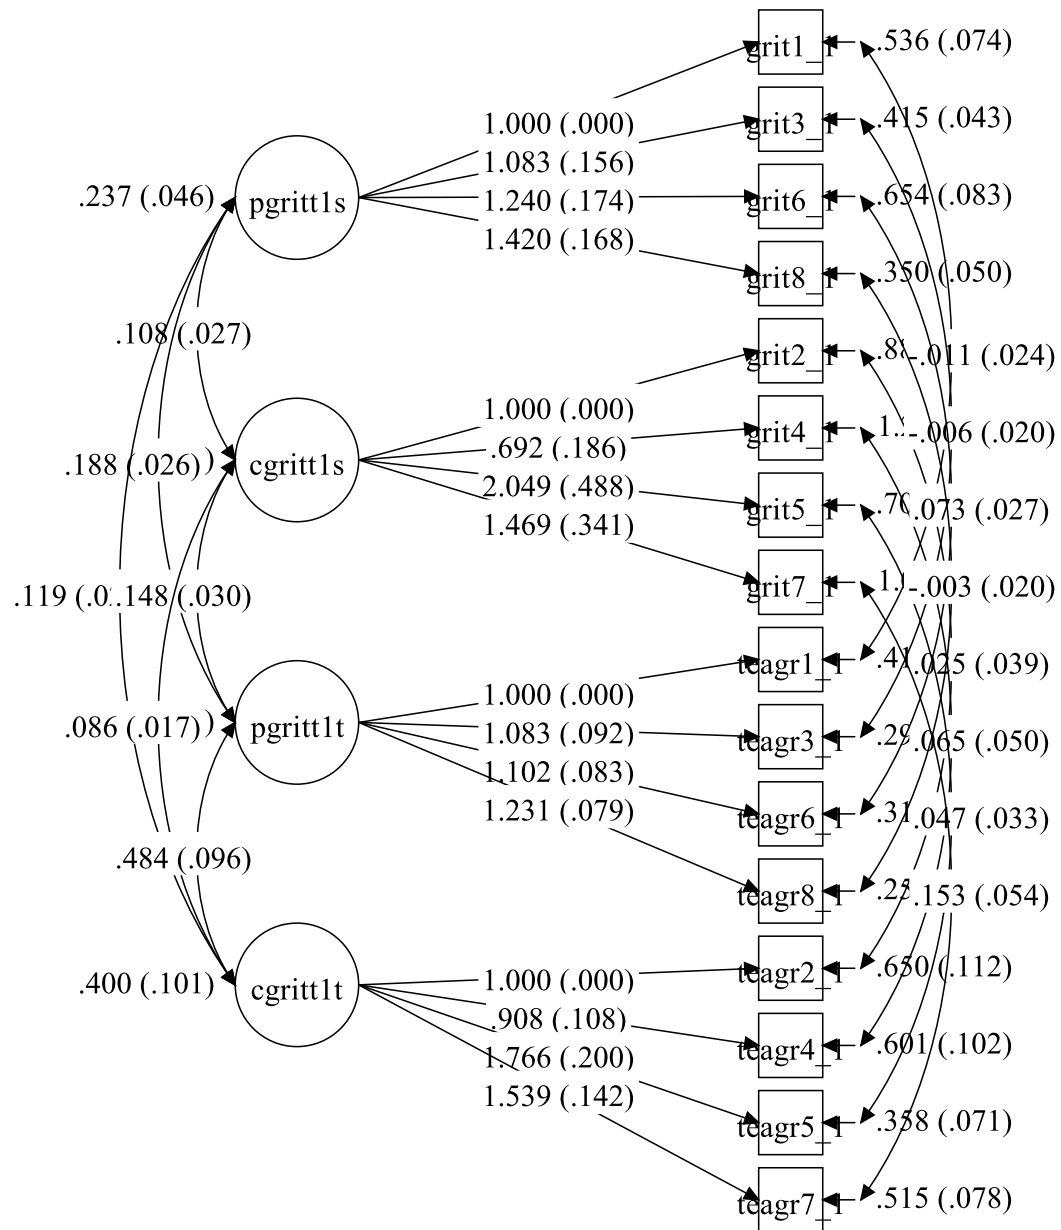 grit1_1
.536 (.074)
1.000 (.000)
grit3_1
.415 (.043)
1.083 (.156)
.237 (.046)
pgritt1s
1.240 (.174)
grit6_1
.654 (.083)
1.420 (.168)
grit8_1
.350 (.050)
.108 (.027)
grit2_1
-.011 (.024)
1.000 (.000)
grit4_1
-.006 (.020)
.692 (.186)
.188 (.026)
cgritt1s
2.049 (.488)
grit5_1
.073 (.027)
1.469 (.341)
grit7_1
-.003 (.020)
.119
.148 (.030)
teagr1_1
.025 (.039)
1.000 (.000)
.086 (.017)
pgritt1t
1.083 (.092)
teagr3_1
.065 (.050)
1.102 (.083)
1.231 (.079)
teagr6_1
.047 (.033)
.484 (.096)
teagr8_1
.153 (.054)
1.000 (.000)
teagr2_1
.650 (.112)
.400 (.101)
cgritt1t
.908 (.108)
teagr4_1
.601 (.102)
1.766 (.200)
1.539 (.142)
teagr5_1
.358 (.071)
teagr7_1
.515 (.078)